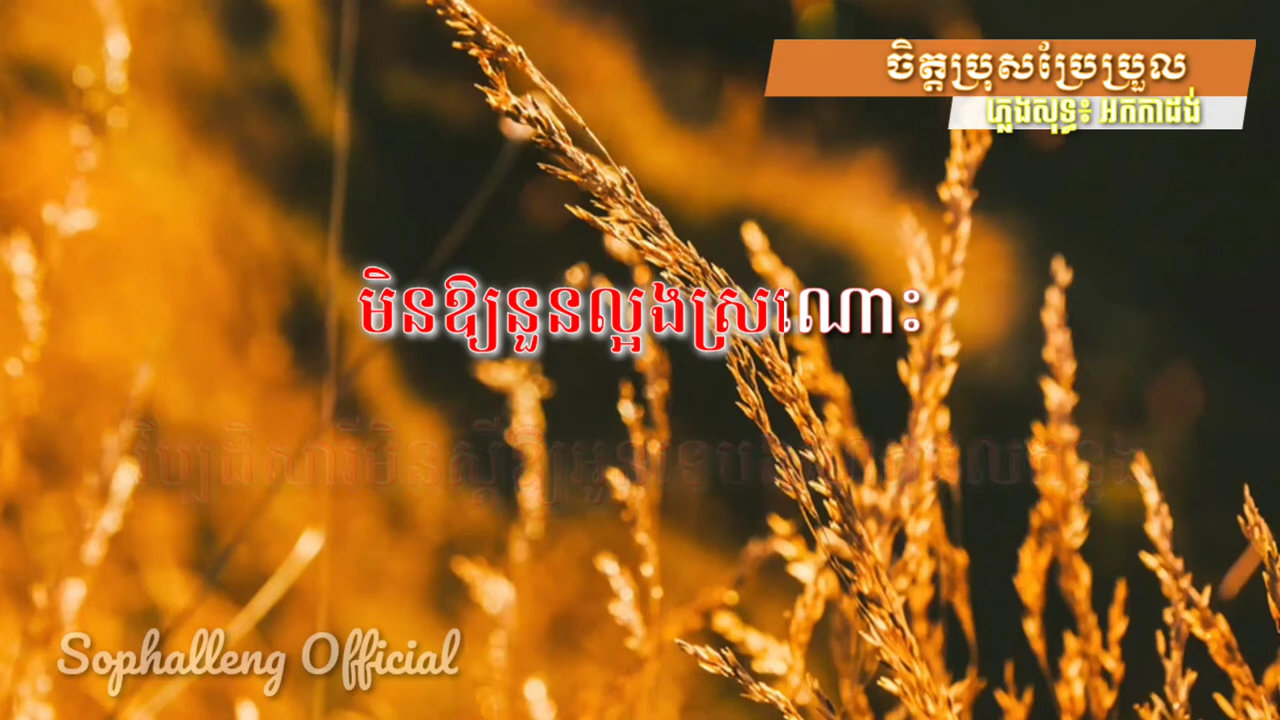 ចិត្តប្រុសប្រែប្រួល
ភ្លេងសុទ្ធ៖ អកកាដង់
មិនឱ្យនួនល្អងស្រណោះ
Sophalleng Official